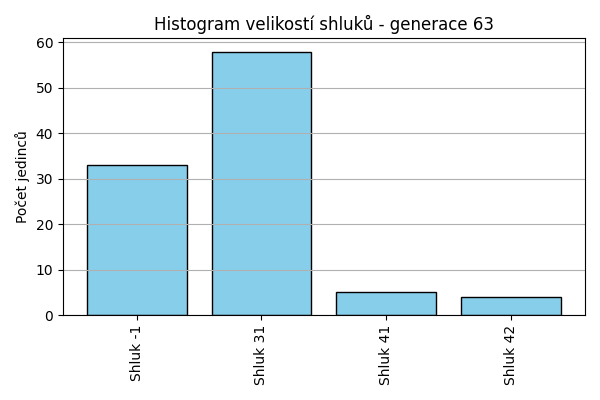 Histogram velikostí shluků - generace 63
Počet jedinců
60
50
40
30
20
10
0
Shluk -1
Shluk 31
Shluk 41
Shluk 42